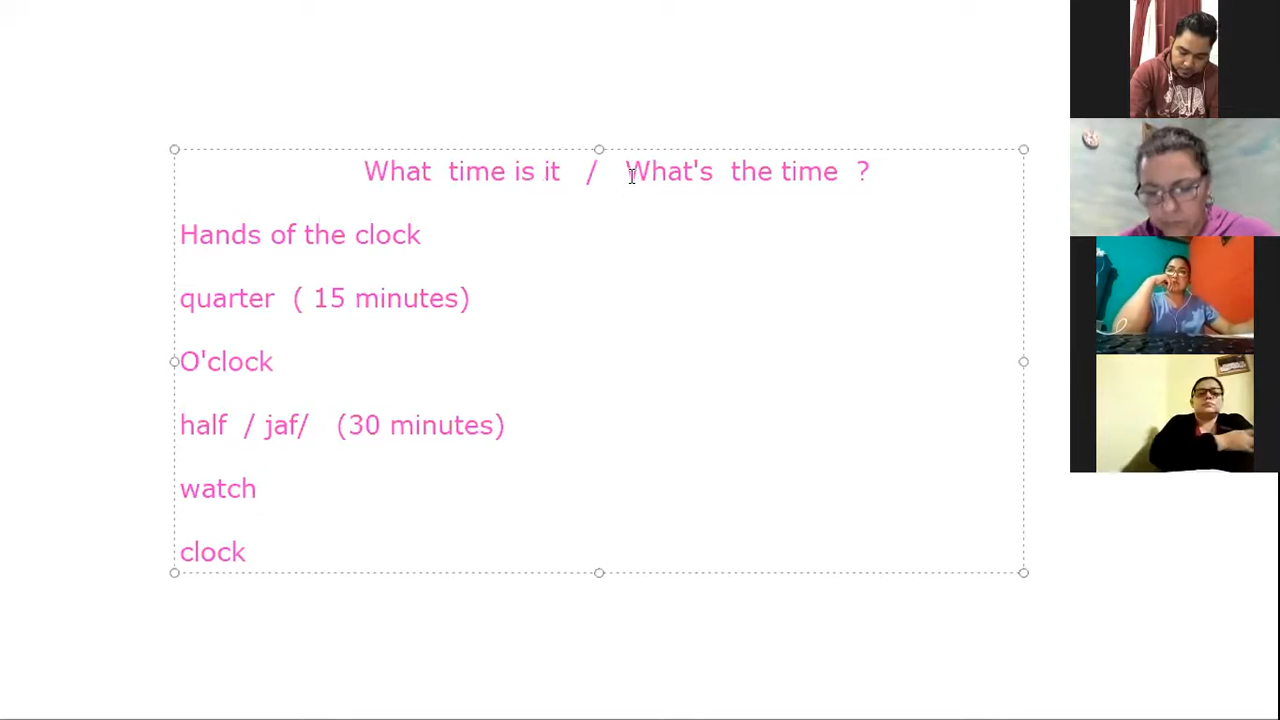 What time is it / What's the time ?
Hands of the clock
quarter ( 15 minutes)
O'clock
half / jaf/ (30 minutes)
watch
clock